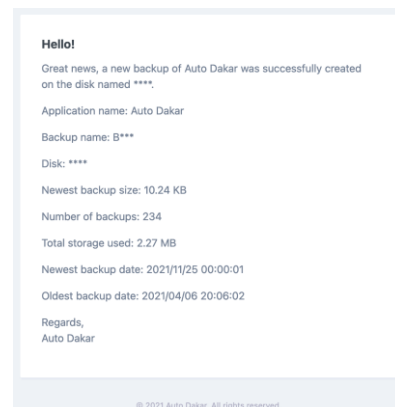 Hello!
Great news, a new backup of Auto Dakar was successfully created
on the disk named ****.
Application name: Auto Dakar
Backup name: B***
Disk: ****
Newest backup size: 10.24 KB
Number of backups: 234
Total storage used: 2.27 MB
Newest backup date: 2021/11/25 00:00:01
Oldest backup date: 2021/04/06 20:06:02
Regards,
Auto Dakar
© 2021 Auto Dakar. All rights reserved.